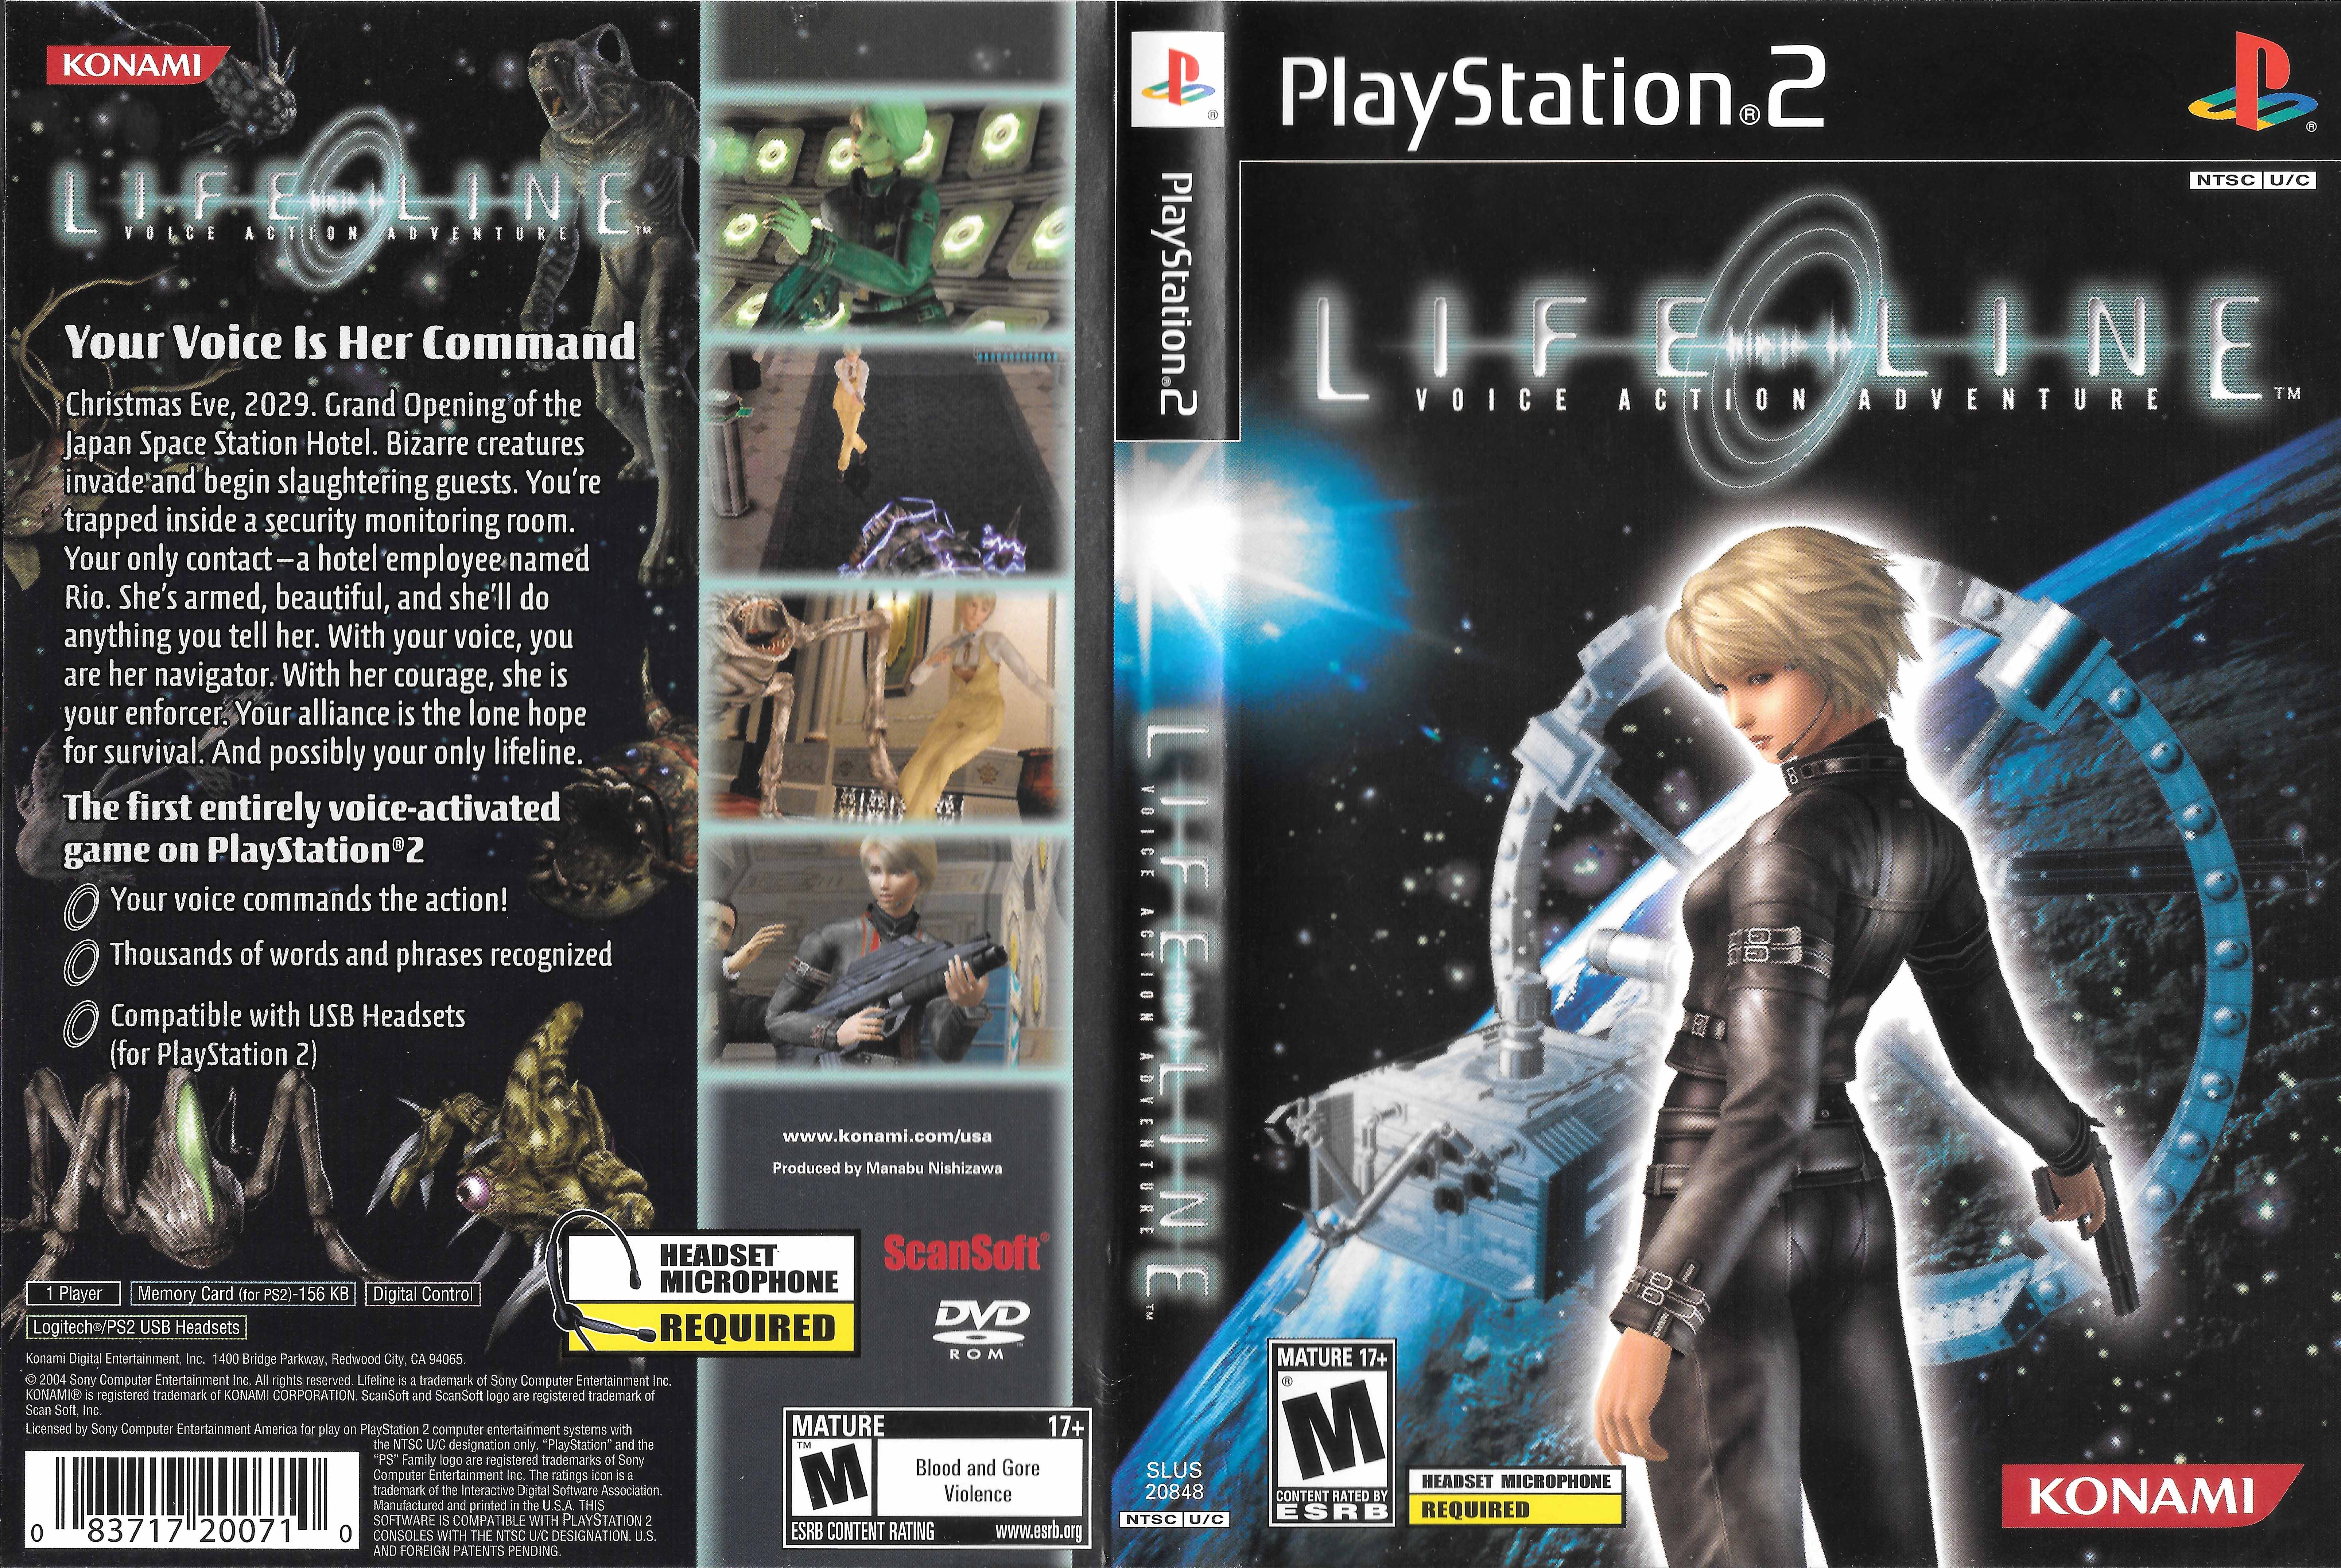 KONAMI
LIFELINE™
VOICE ACTION ADVENTURE
Your Voice Is Her Command
Christmas Eve, 2029. Grand Opening of the
Japan Space Station Hotel. Bizarre creatures
invade and begin slaughtering guests. You're
trapped inside a security monitoring room.
Your only contact—a hotel employee named
Rio. She's armed, beautiful, and she'll do
anything you tell her. With your voice, you
are her navigator. With her courage, she is
your enforcer. Your alliance is the lone hope
for survival. And possibly your only lifeline.
The first entirely voice-activated
game on PlayStation®2
Your voice commands the action!
Thousands of words and phrases recognized
Compatible with USB Headsets
(for PlayStation 2)
1 Player
Memory Card (for PS2)-156 KB
Digital Control
Logitech®/PS2 USB Headsets
HEADSET
MICROPHONE
REQUIRED
Konami Digital Entertainment, Inc. 1400 Bridge Parkway, Redwood City, CA 94065.
© 2004 Sony Computer Entertainment Inc. All rights reserved. Lifeline is a trademark of Sony Computer Entertainment Inc.
KONAMI® is registered trademark of KONAMI CORPORATION. ScanSoft and ScanSoft logo are registered trademark of
Scan Soft, Inc.
Licensed by Sony Computer Entertainment America for play on PlayStation 2 computer entertainment systems with
the NTSC U/C designation only. "PlayStation" and the
"PS" Family logo are registered trademarks of Sony
Computer Entertainment Inc. The ratings icon is a
trademark of the Interactive Digital Software Association.
Manufactured and printed in the U.S.A. THIS
SOFTWARE IS COMPATIBLE WITH PLAYSTATION 2
CONSOLES WITH THE NTSC U/C DESIGNATION. U.S.
AND FOREIGN PATENTS PENDING.
0 83717 20071 0
www.konami.com/usa
Produced by Manabu Nishizawa
ScanSoft®
DVD™
ROM
MATURE 17+
M™
Blood and Gore
Violence
ESRB CONTENT RATING www.esrb.org
®
PlayStation®2
LIFELINE™
VOICE ACTION ADVENTURE
SLUS
20848
NTSC U/C
PlayStation®2
®
NTSC U/C
LIFELINE™
VOICE ACTION ADVENTURE
MATURE 17+
M®
CONTENT RATED BY
ESRB
HEADSET MICROPHONE
REQUIRED
KONAMI